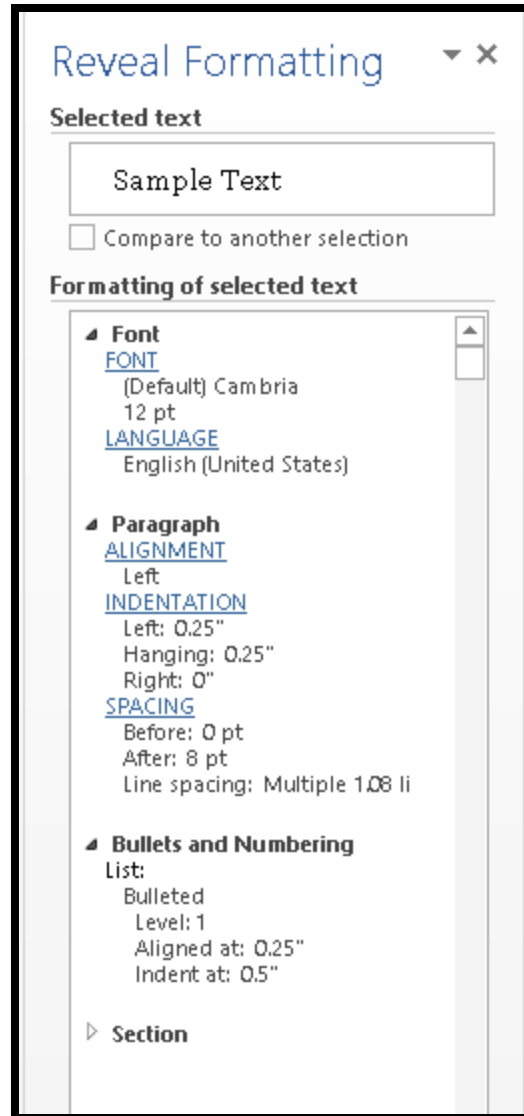 Reveal Formatting
Selected text
Sample Text
Compare to another selection
Formatting of selected text
Font
FONT
(Default) Cambria
12 pt
LANGUAGE
English (United States)
Paragraph
ALIGNMENT
Left
INDENTATION
Left: 0.25"
Hanging: 0.25"
Right: 0"
SPACING
Before: 0 pt
After: 8 pt
Line spacing: Multiple 1.08 li
Bullets and Numbering
List:
Bulleted
Level: 1
Aligned at: 0.25"
Indent at: 0.5"
Section